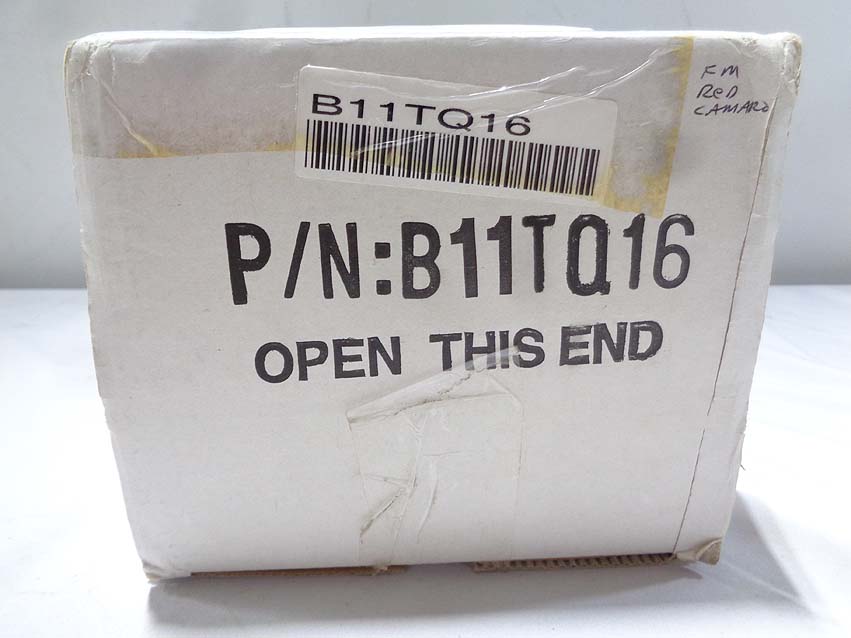 B11TQ16
FM
ReD
CAMARO
P/N:B11TQ16
OPEN THIS END